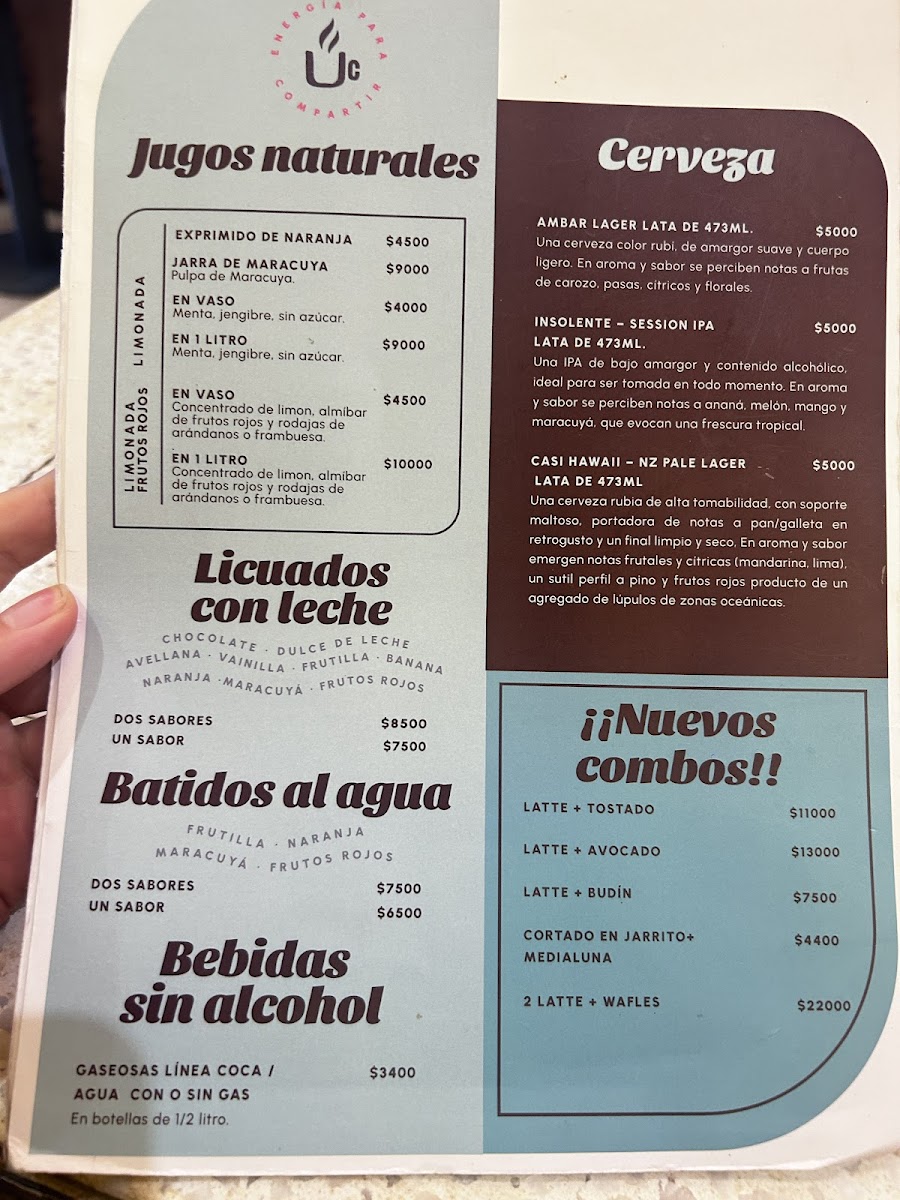 ENERGÍA PARA
COMPARTIR
UC
Jugos naturales
EXPRIMIDO DE NARANJA $4500
JARRA DE MARACUYA $9000
Pulpa de Maracuya.
LIMONADA
EN VASO $4000
Menta, jengibre, sin azúcar.
EN 1 LITRO $9000
Menta, jengibre, sin azúcar.
LIMONADA
FRUTOS ROJOS
EN VASO $4500
Concentrado de limon, almíbar
de frutos rojos y rodajas de
arándanos o frambuesa.
EN 1 LITRO $10000
Concentrado de limon, almíbar
de frutos rojos y rodajas de
arándanos o frambuesa.
Licuados
con leche
CHOCOLATE · DULCE DE LECHE
AVELLANA · VAINILLA · FRUTILLA · BANANA
NARANJA · MARACUYÁ · FRUTOS ROJOS
DOS SABORES $8500
UN SABOR $7500
Batidos al agua
FRUTILLA · NARANJA
MARACUYÁ · FRUTOS ROJOS
DOS SABORES $7500
UN SABOR $6500
Bebidas
sin alcohol
GASEOSAS LÍNEA COCA / $3400
AGUA CON O SIN GAS
En botellas de 1/2 litro.
Cerveza
AMBAR LAGER LATA DE 473ML. $5000
Una cerveza color rubí, de amargor suave y cuerpo
ligero. En aroma y sabor se perciben notas a frutas
de carozo, pasas, cítricos y florales.
INSOLENTE – SESSION IPA $5000
LATA DE 473ML.
Una IPA de bajo amargor y contenido alcohólico,
ideal para ser tomada en todo momento. En aroma
y sabor se perciben notas a ananá, melón, mango y
maracuyá, que evocan una frescura tropical.
CASI HAWAII – NZ PALE LAGER $5000
LATA DE 473ML
Una cerveza rubia de alta tomabilidad, con soporte
maltoso, portadora de notas a pan/galleta en
retrogusto y un final limpio y seco. En aroma y sabor
emergen notas frutales y cítricas (mandarina, lima),
un sutil perfil a pino y frutos rojos producto de un
agregado de lúpulos de zonas oceánicas.
¡¡Nuevos
combos!!
LATTE + TOSTADO $11000
LATTE + AVOCADO $13000
LATTE + BUDÍN $7500
CORTADO EN JARRITO+ $4400
MEDIALUNA
2 LATTE + WAFLES $22000